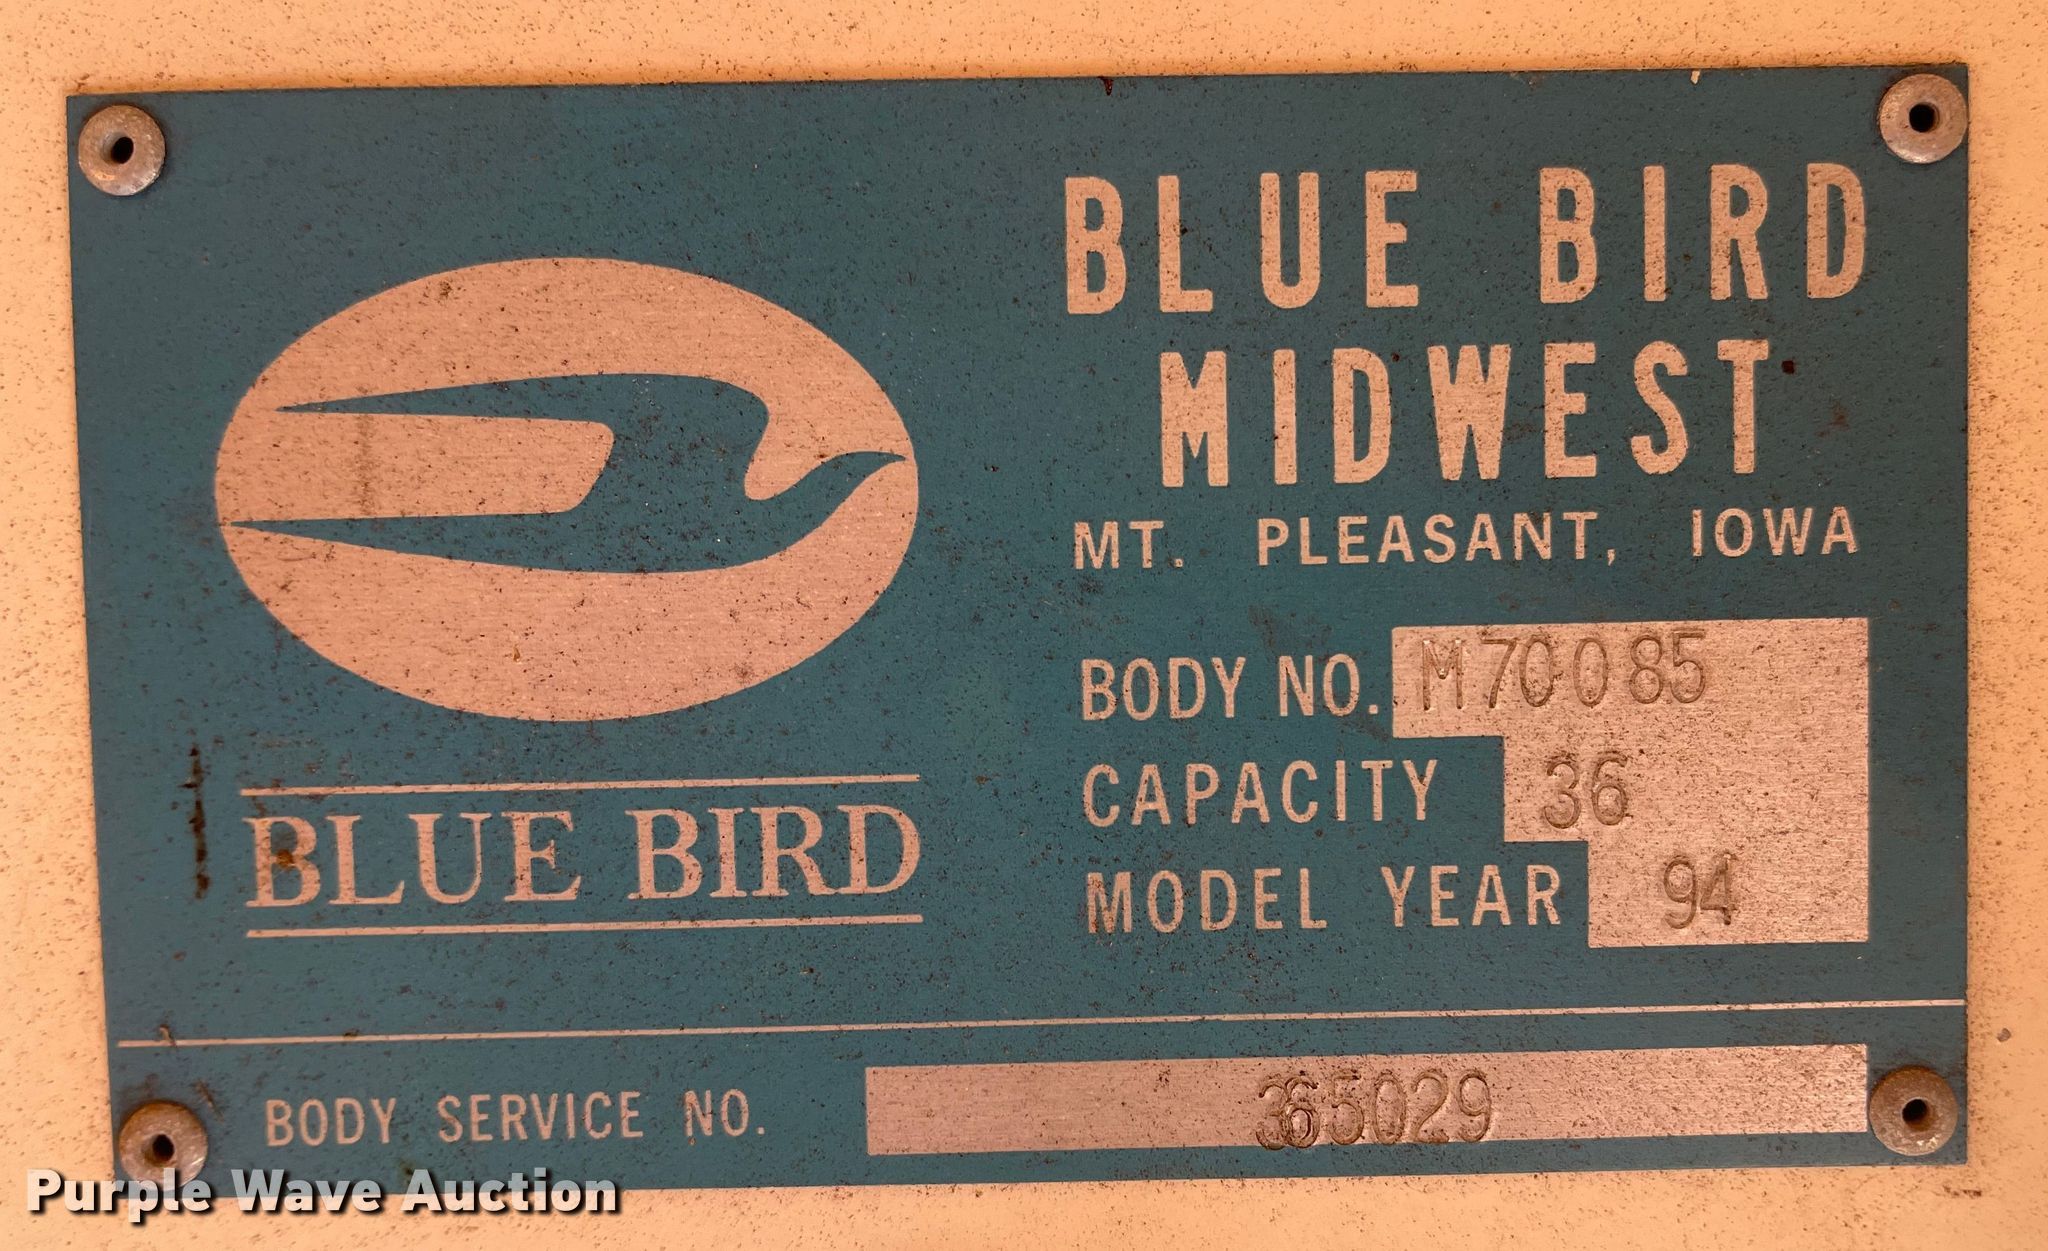 BLUE BIRD
MIDWEST
MT. PLEASANT, IOWA
BODY NO. M70085
CAPACITY 36
MODEL YEAR 94
BLUE BIRD
BODY SERVICE NO. 365029
Purple Wave Auction